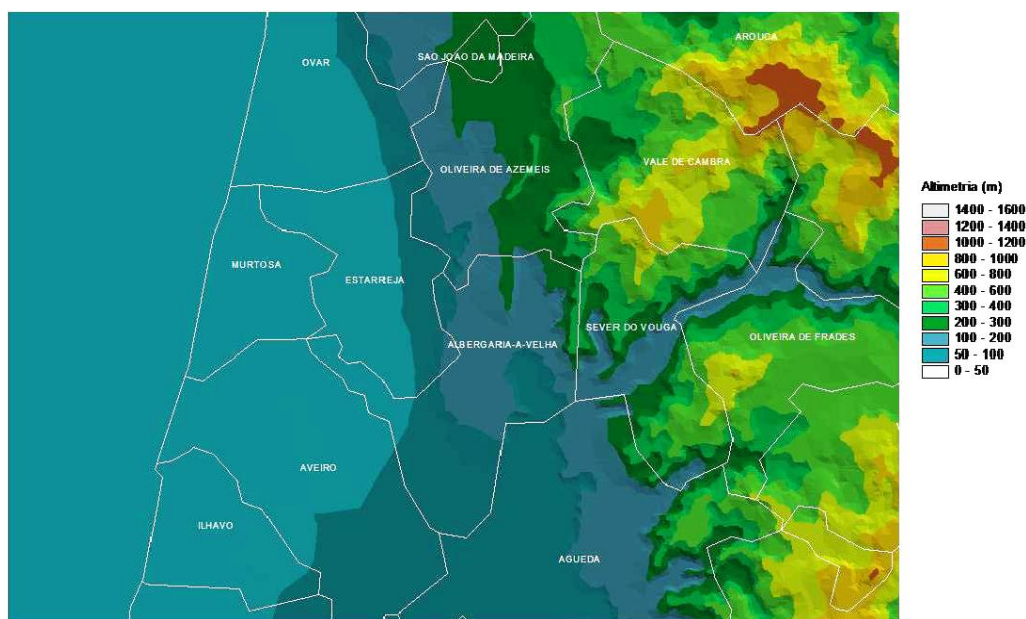 AROUCA
SAO JOAO DA MADEIRA
OVAR
VALE DE CAMBRA
OLIVEIRA DE AZEMEIS
Altimetria (m)
1400 - 1600
1200 - 1400
1000 - 1200
800 - 1000
600 - 800
400 - 600
300 - 400
200 - 300
100 - 200
50 - 100
0 - 50
MURTOSA
ESTARREJA
SEVER DO VOUGA
OLIVEIRA DE FRADES
ALBERGARIA-A-VELHA
AVEIRO
ILHAVO
AGUEDA